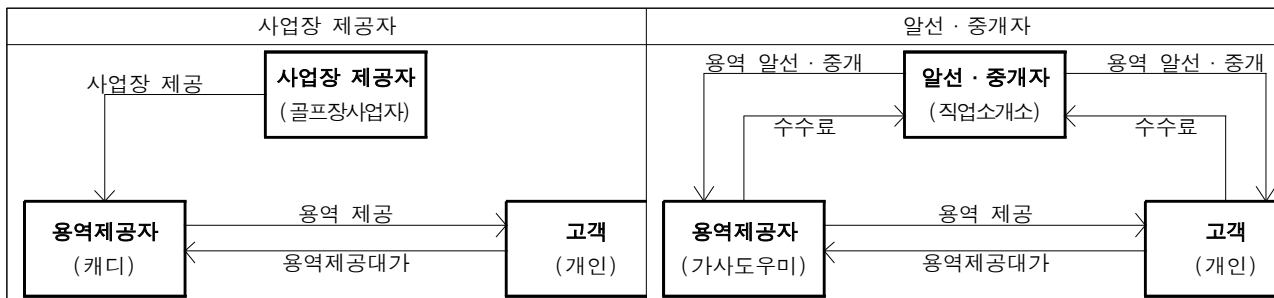 사업장 제공자
사업장 제공
사업장 제공자
(골프장사업자)
용역제공자
(캐디)
용역 제공
용역제공대가
고객
(개인)
알선 · 중개자
용역 알선 · 중개
알선 · 중개자
(직업소개소)
용역 알선 · 중개
수수료
수수료
용역제공자
(가사도우미)
용역 제공
용역제공대가
고객
(개인)